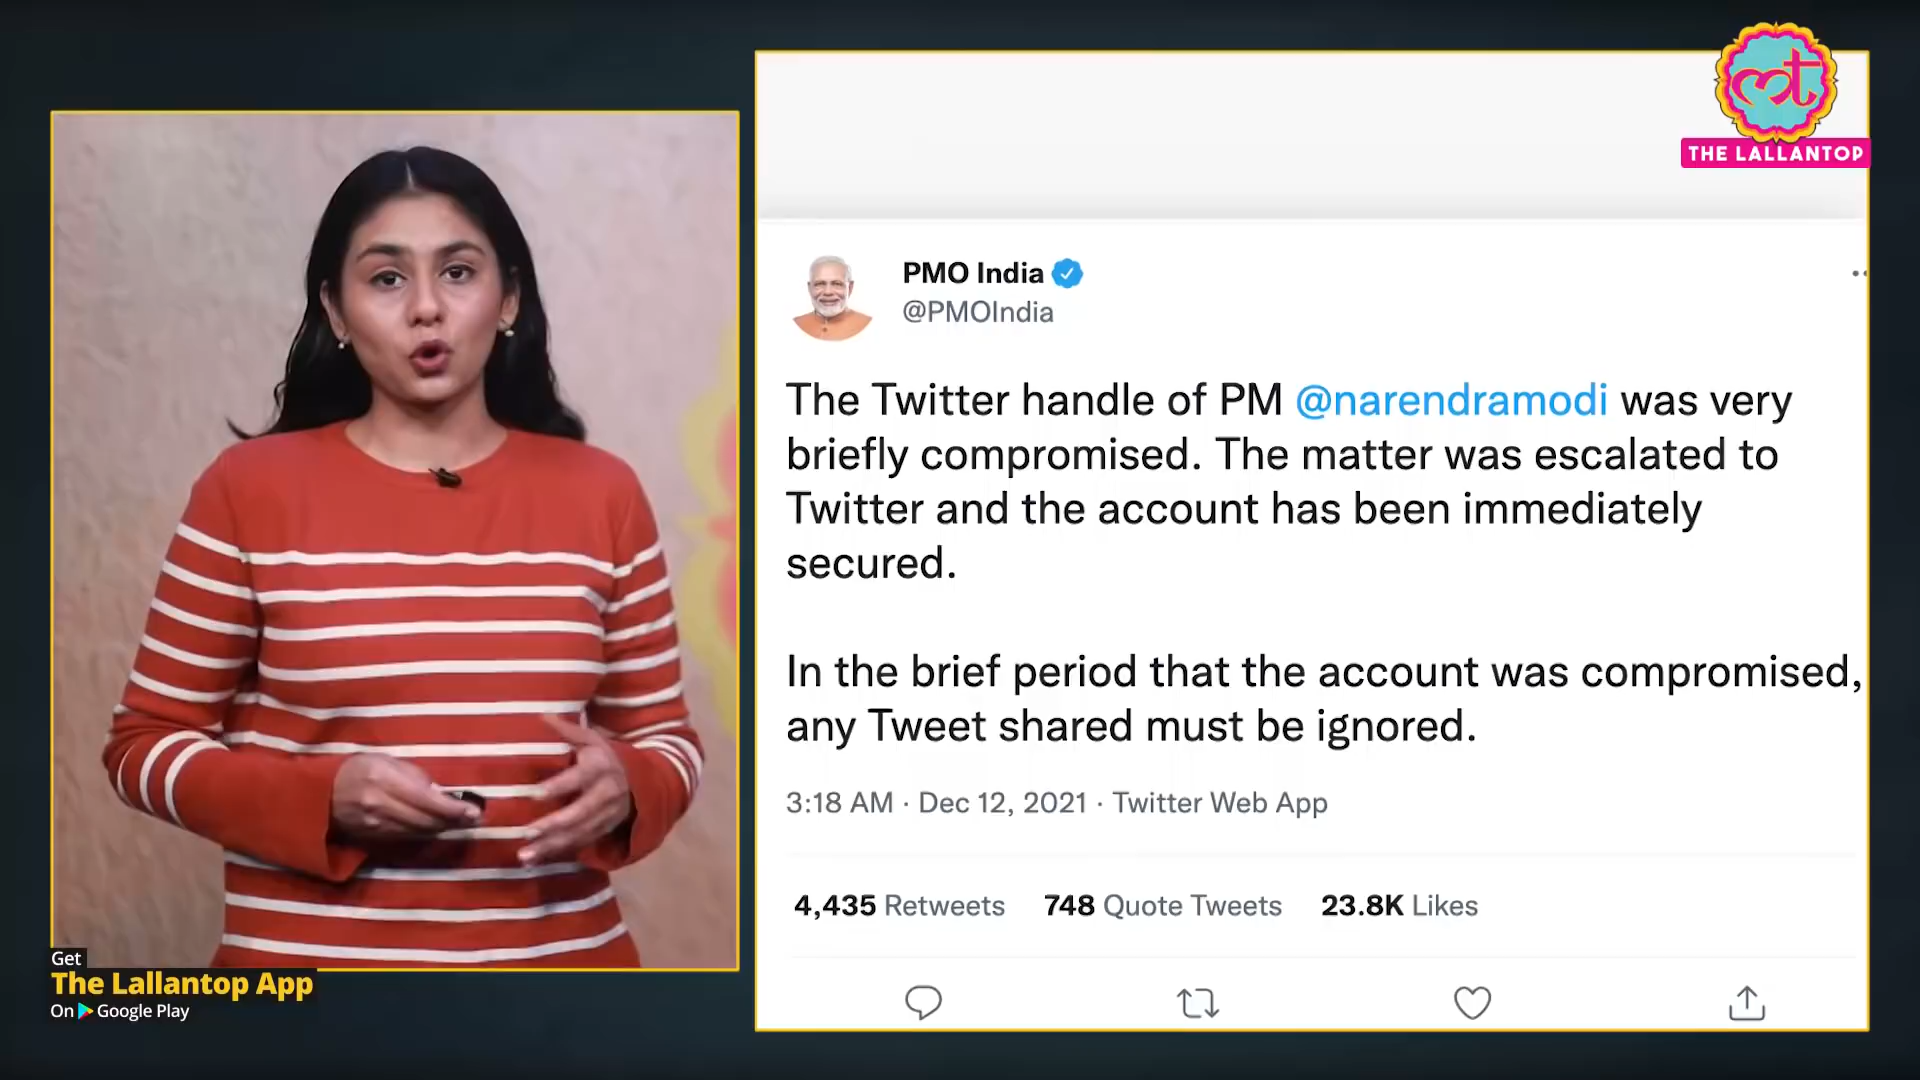 THE LALLANTOP
PMO India
@PMOIndia
The Twitter handle of PM @narendramodi was very
briefly compromised. The matter was escalated to
Twitter and the account has been immediately
secured.
In the brief period that the account was compromised,
any Tweet shared must be ignored.
3:18 AM · Dec 12, 2021 · Twitter Web App
4,435 Retweets 748 Quote Tweets 23.8K Likes
Get
The Lallantop App
On Google Play